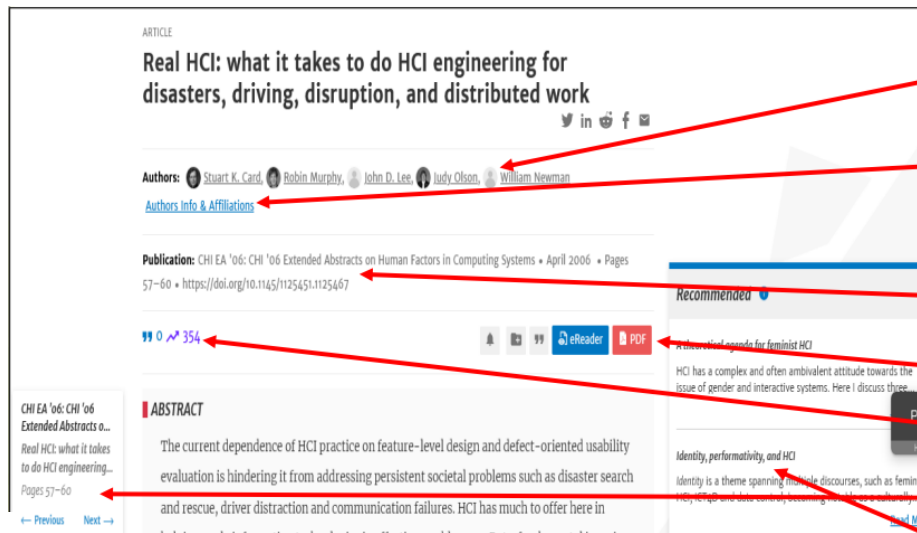 ARTICLE
Real HCI: what it takes to do HCI engineering for
disasters, driving, disruption, and distributed work
Authors: Stuart K. Card, Robin Murphy, John D. Lee, Judy Olson, William Newman
Authors Info & Affiliations
Publication: CHI EA '06: CHI '06 Extended Abstracts on Human Factors in Computing Systems • April 2006 • Pages
57–60 • https://doi.org/10.1145/1125451.1125467
0 354
eReader PDF
ABSTRACT
The current dependence of HCI practice on feature-level design and defect-oriented usability
evaluation is hindering it from addressing persistent societal problems such as disaster search
and rescue, driver distraction and communication failures. HCI has much to offer here in
CHI EA '06: CHI '06
Extended Abstracts o...
Real HCI: what it takes
to do HCI engineering...
Pages 57–60
← Previous Next →
Recommended
A theoretical agenda for feminist HCI
HCI has a complex and often ambivalent attitude towards the
issue of gender and interactive systems. Here I discuss three...
Identity, performativity, and HCI
Identity is a theme spanning multiple discourses, such as
Read